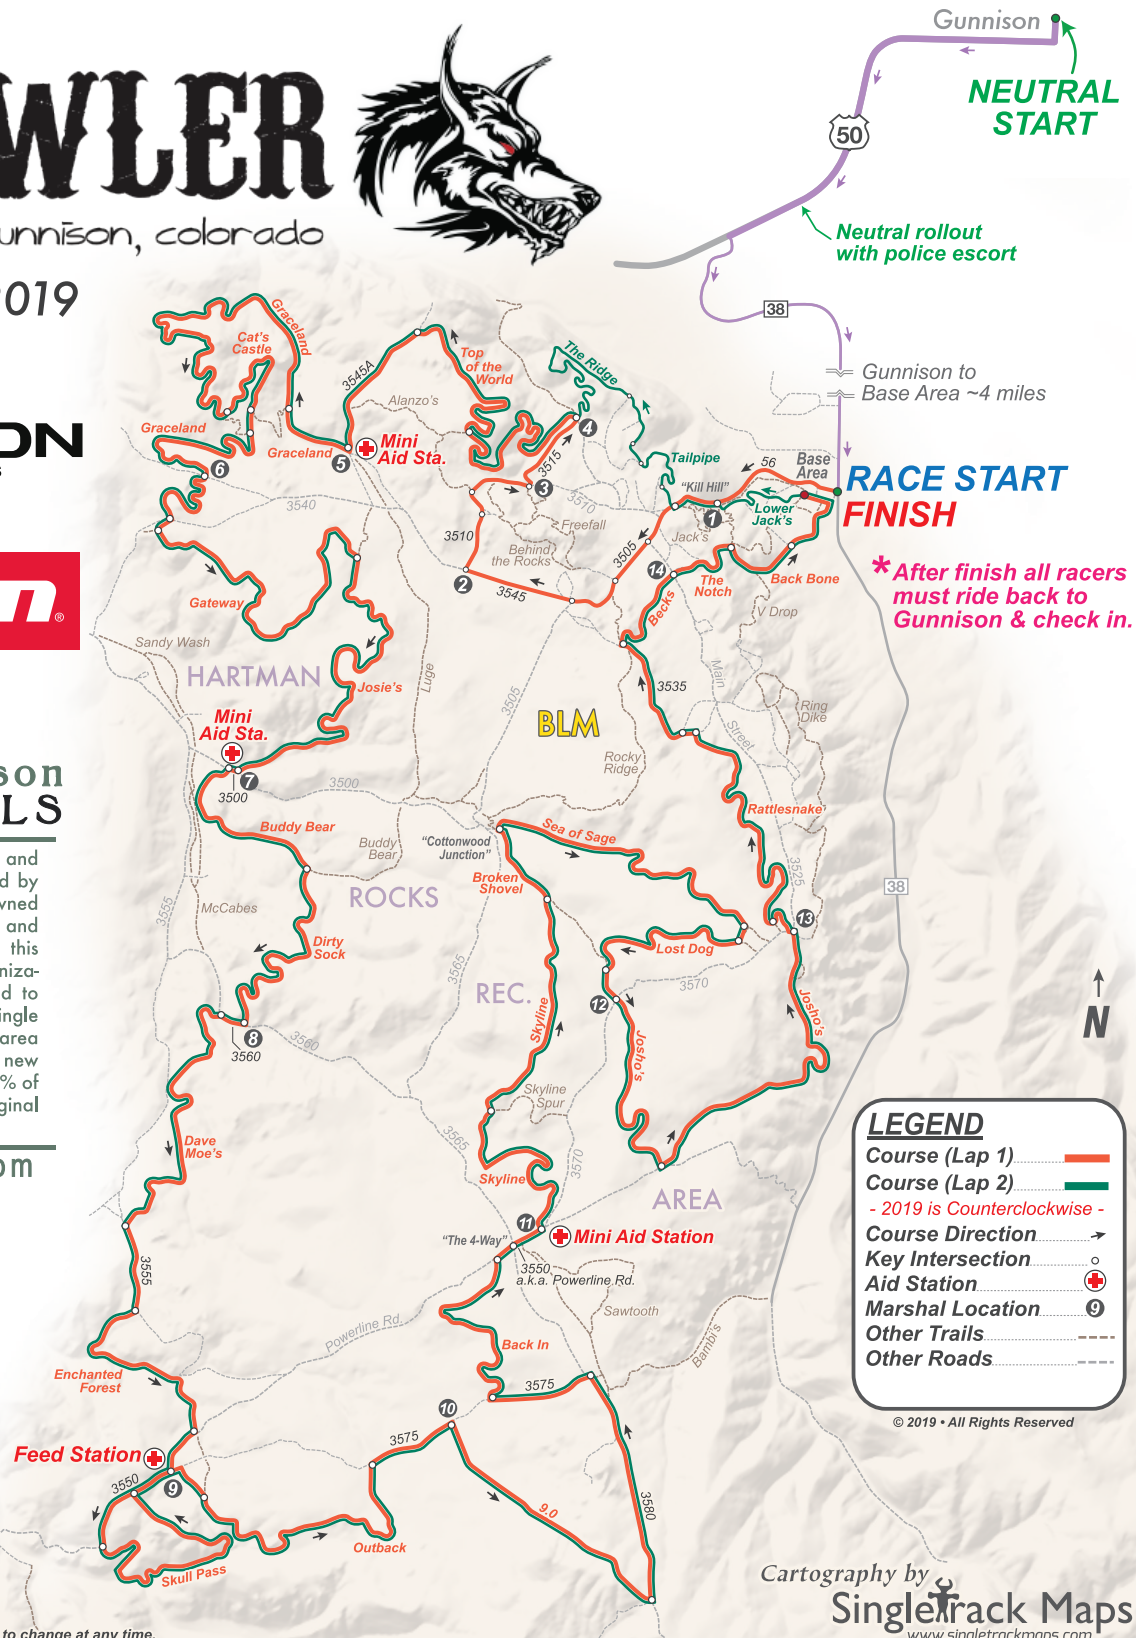 Gunnison
NEUTRAL
START
50
WLER
unnison, colorado
Neutral rollout
with police escort
2019
38
Gunnison to
Base Area ~4 miles
Graceland
Cat's
Castle
3545A
Top
of the
World
The Ridge
Alanzo's
Graceland
Graceland
Mini
Aid Sta.
5
6
4
3515
3
3510
Tailpipe
56
Base
Area
"Kill Hill"
1
Lower
Jack's
RACE START
FINISH
3540
3510
Freefall
Behind
the Rocks
3505
Jack's
2
3545
14
The
Notch
Back Bone
Becks
V Drop
*After finish all racers
must ride back to
Gunnison & check in.
n®
Gateway
Sandy Wash
HARTMAN
Josie's
Luge
3505
3535
Main
Street
Ring
Dike
BLM
Rocky
Ridge
Mini
Aid Sta.
7
3500
3500
son
LS
Buddy Bear
Buddy
Bear
"Cottonwood
Junction"
Sea of Sage
Rattlesnake
3525
38
Broken
Shovel
ROCKS
and
d by
wned
and
this
niza-
d to
ingle
area
new
% of
ginal
om
McCabes
3555
Dirty
Sock
3565
Lost Dog
13
REC.
3570
12
Skyline
Josho's
Josho's
N
8
3560
3560
Skyline
Spur
3565
3570
Dave
Moe's
Skyline
AREA
11
"The 4-Way"
Mini Aid Station
3550
a.k.a. Powerline Rd.
3555
Sawtooth
Powerline Rd.
Bambi's
Back In
Enchanted
Forest
3575
10
3575
Feed Station
9
3550
9.0
3580
Outback
Skull Pass
LEGEND
Course (Lap 1)
Course (Lap 2)
- 2019 is Counterclockwise -
Course Direction
Key Intersection
Aid Station
Marshal Location 9
Other Trails
Other Roads
© 2019 • All Rights Reserved
Cartography by
Singletrack Maps
www.singletrackmaps.com
to change at any time.